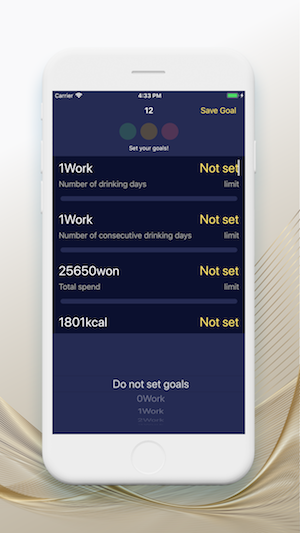 Carrier 4:33 PM
12 Save Goal
Set your goals!
1Work Not set
Number of drinking days limit
1Work Not set
Number of consecutive drinking days limit
25650won Not set
Total spend limit
1801kcal Not set
Do not set goals
0Work
1Work
2Work